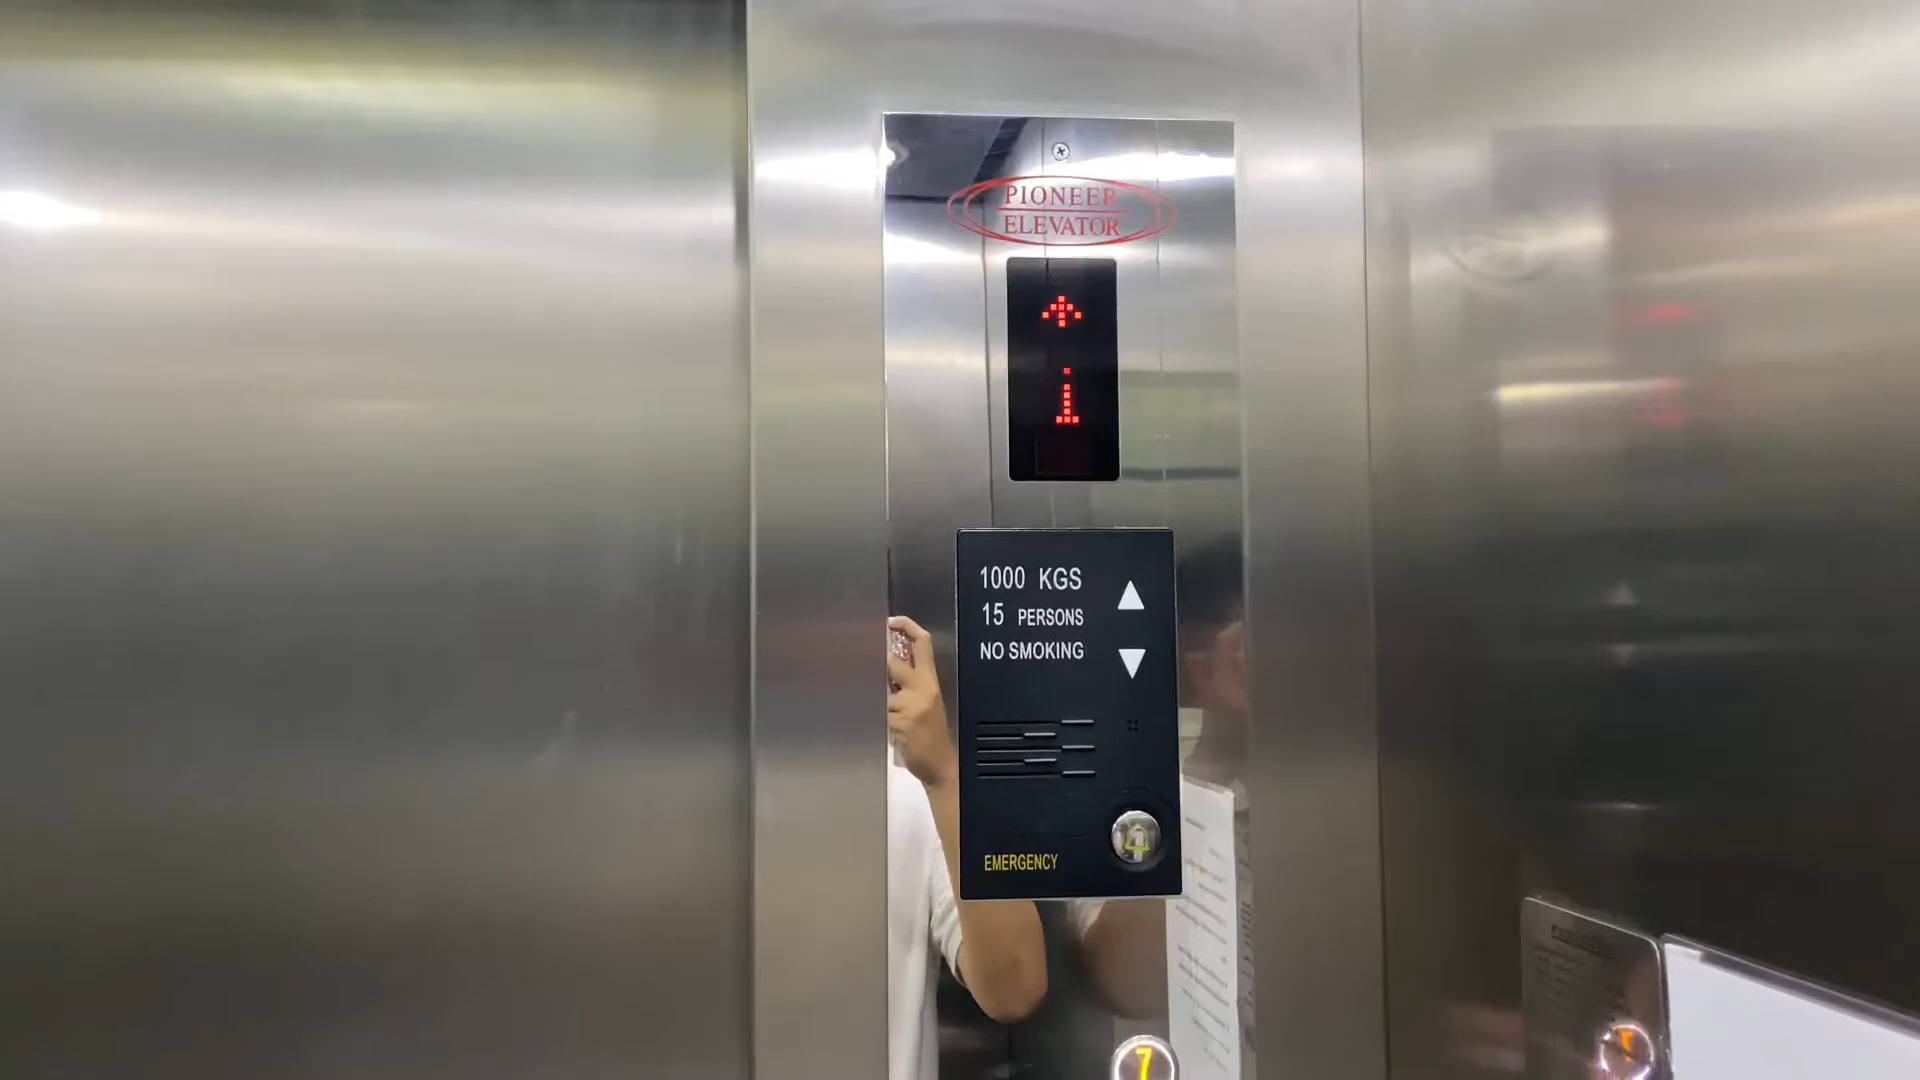 PIONEER
ELEVATOR
1
1000 KGS
15 PERSONS
NO SMOKING
EMERGENCY
7